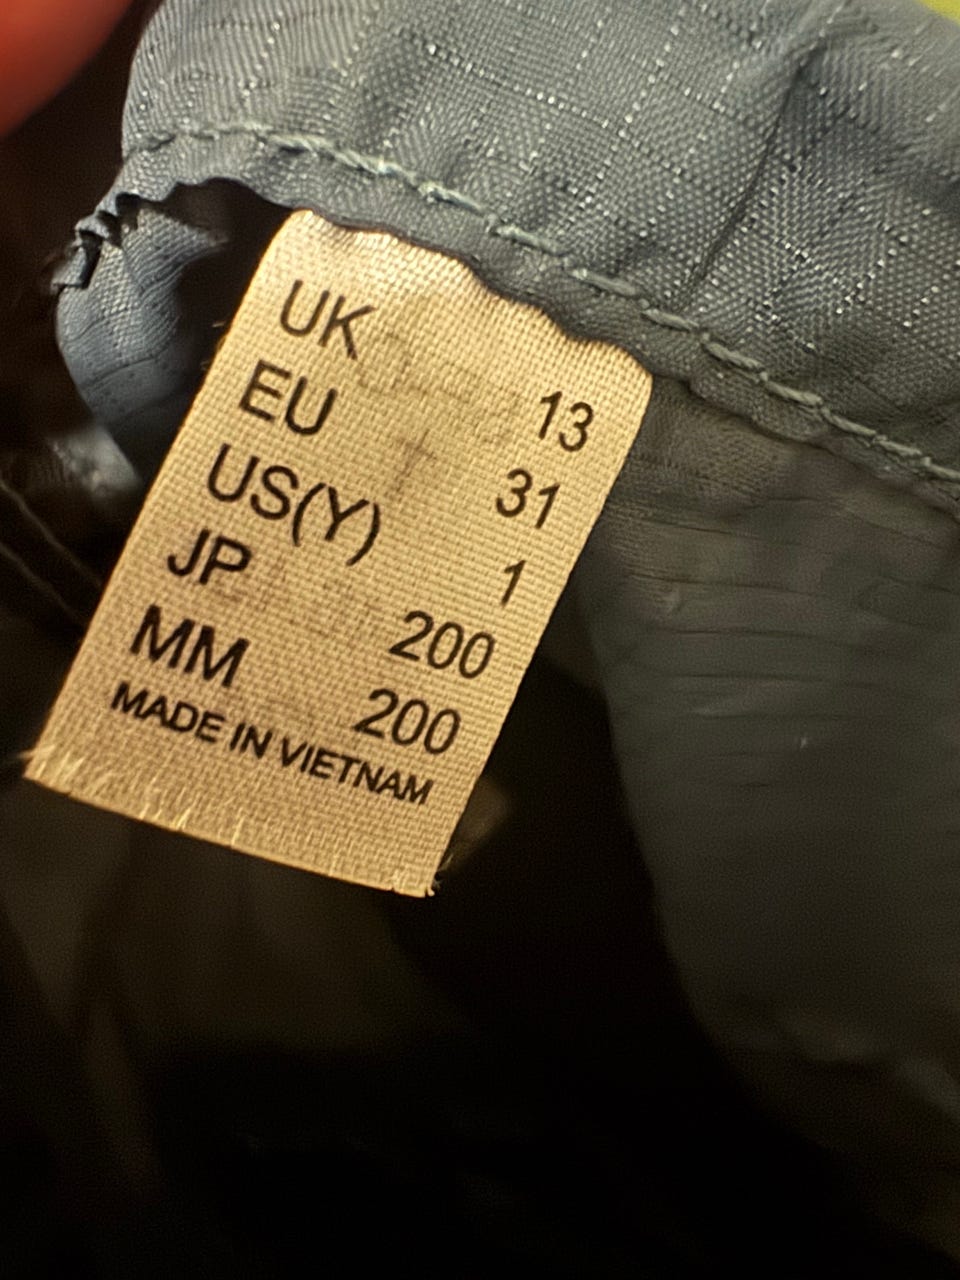 UK 13
EU 31
US(Y) 1
JP 200
MM 200
MADE IN VIETNAM